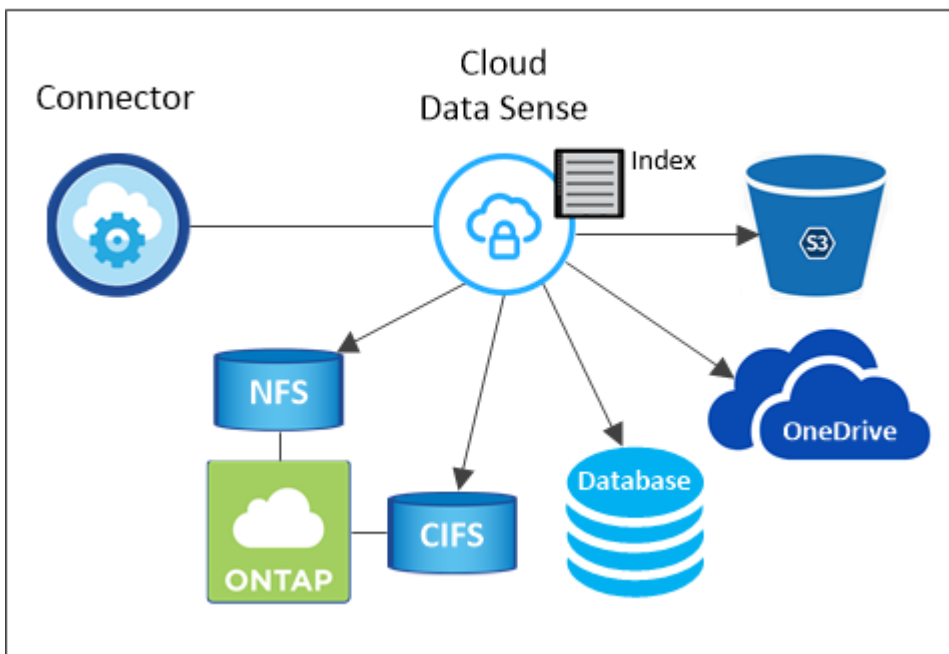 Connector
Cloud
Data Sense
Index
S3
NFS
OneDrive
Database
CIFS
ONTAP